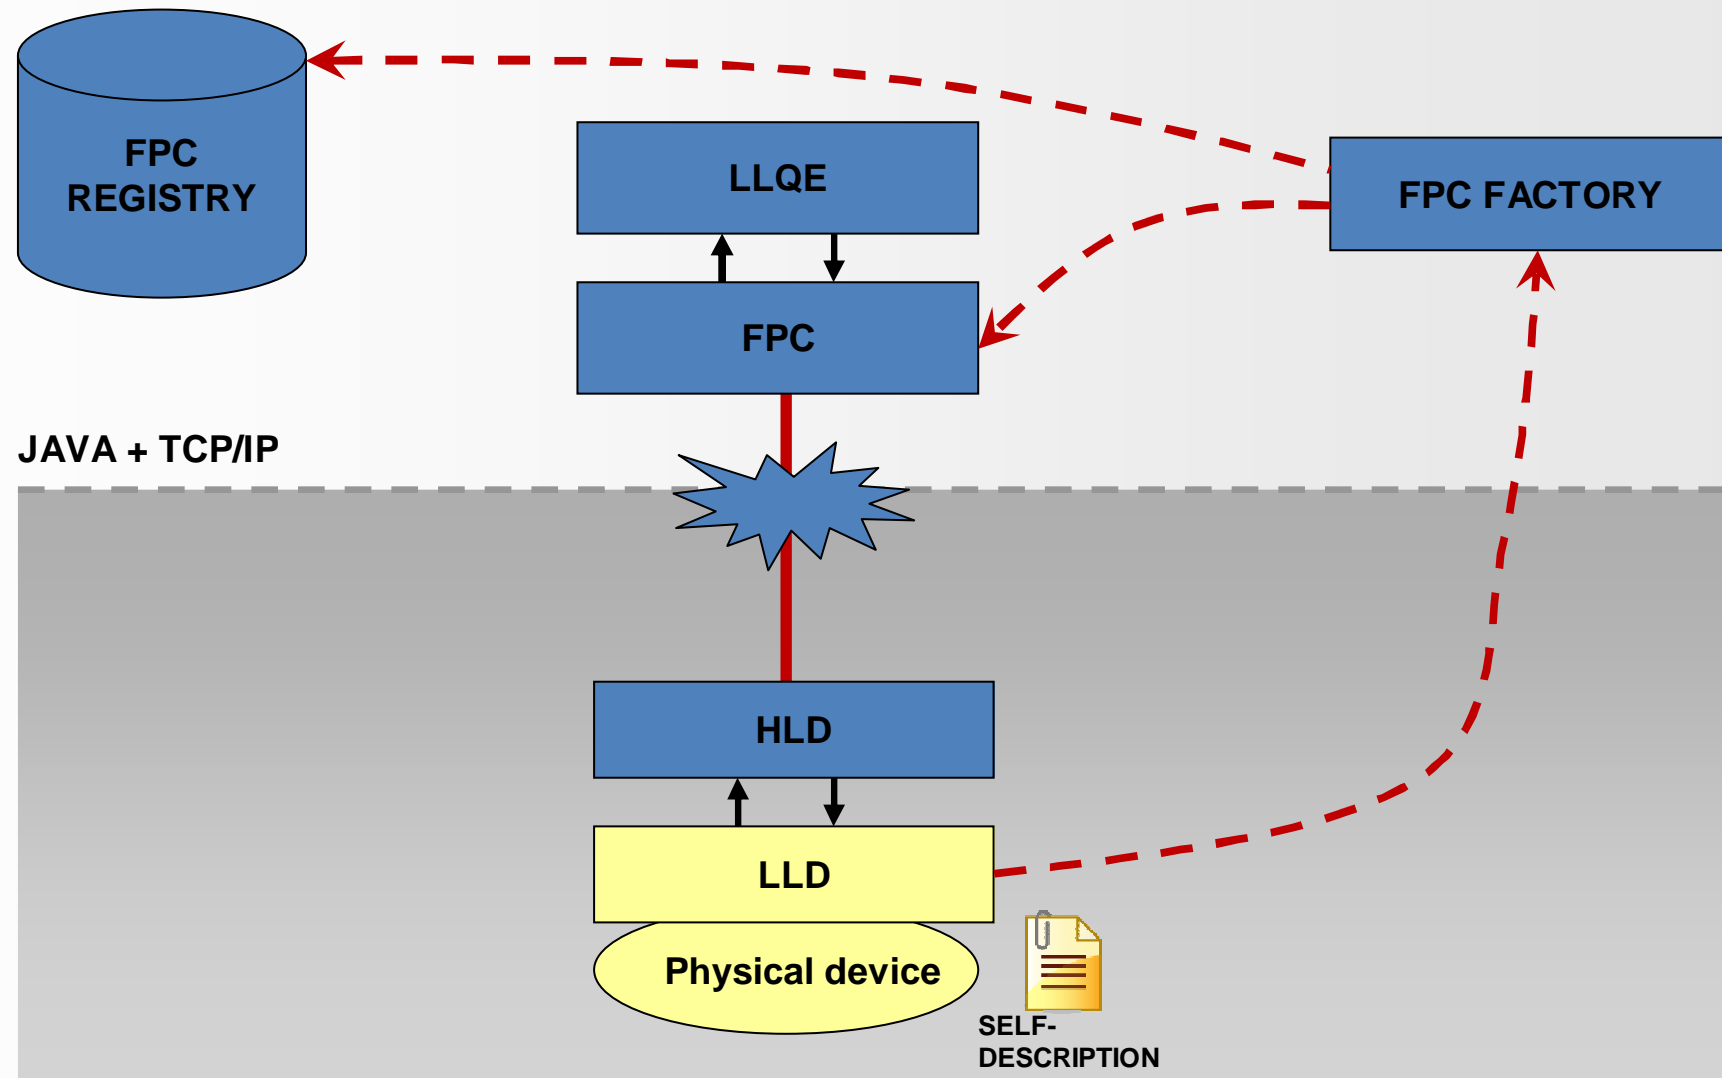 FPC
REGISTRY
LLQE
FPC FACTORY
FPC
JAVA + TCP/IP
HLD
LLD
Physical device
SELF-
DESCRIPTION